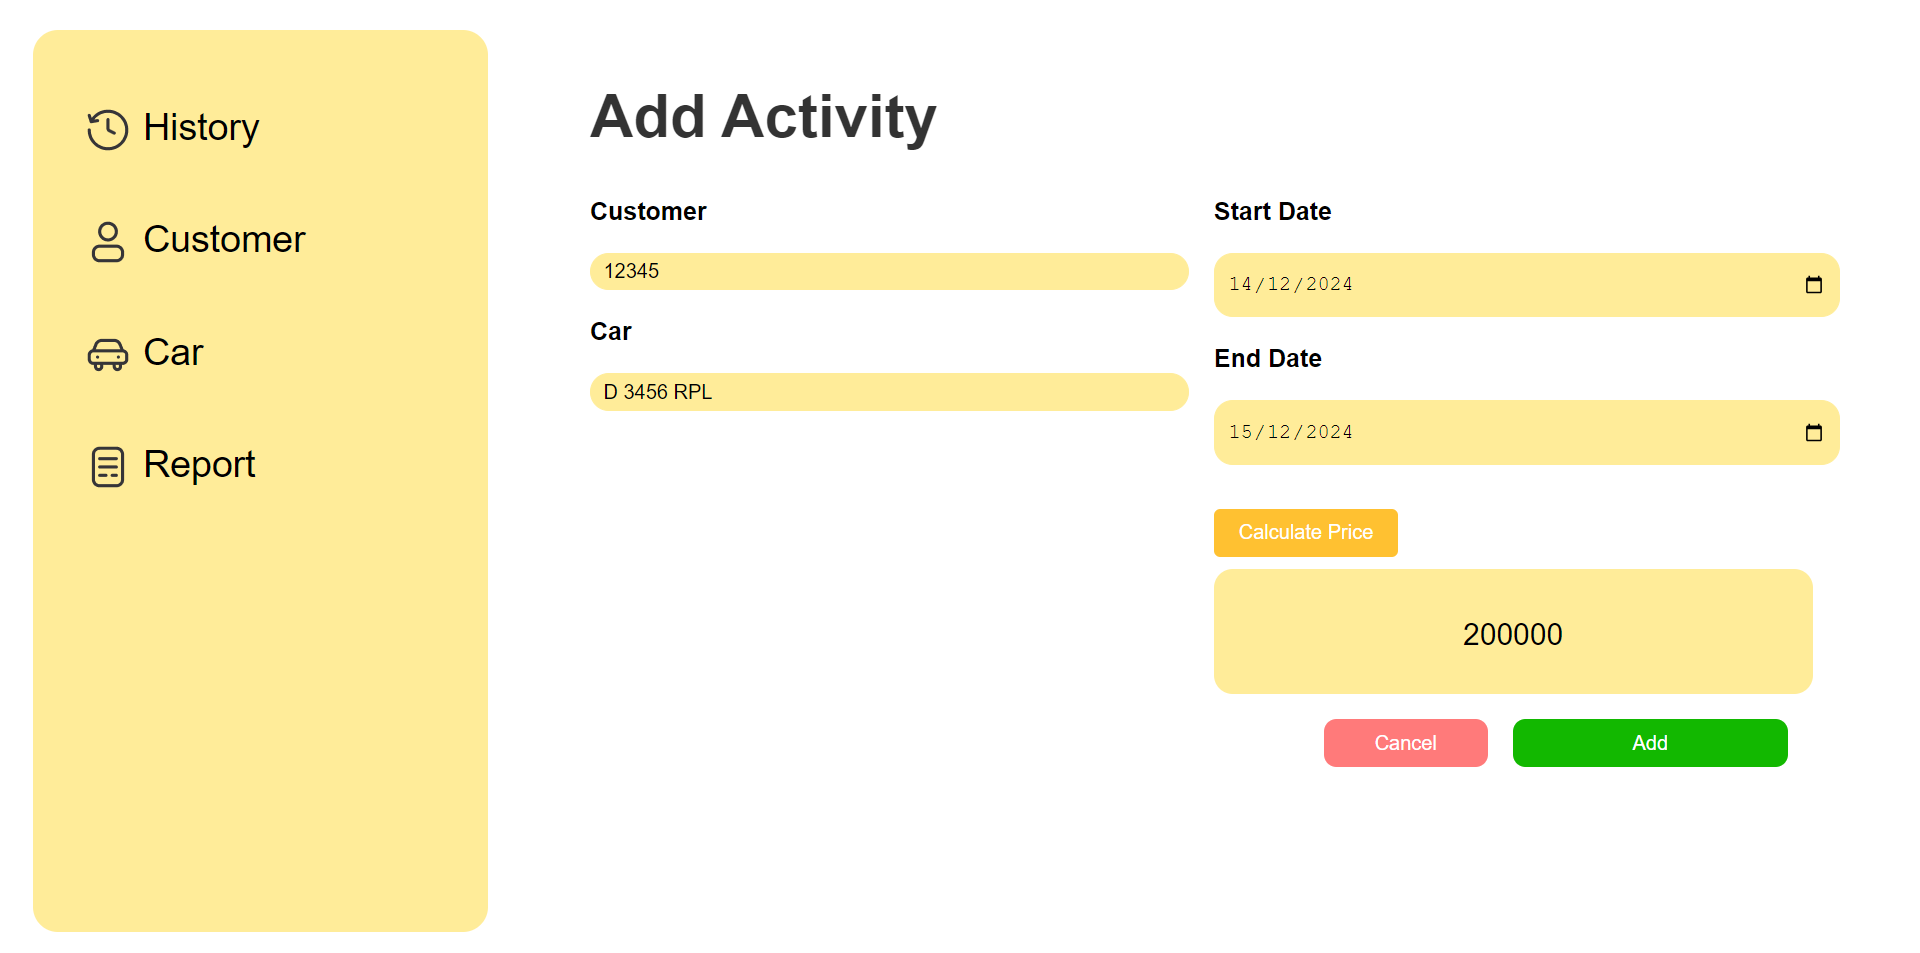 History
Customer
Car
Report
Add Activity
Customer
12345
Car
D 3456 RPL
Start Date
14/12/2024
End Date
15/12/2024
Calculate Price
200000
Cancel
Add